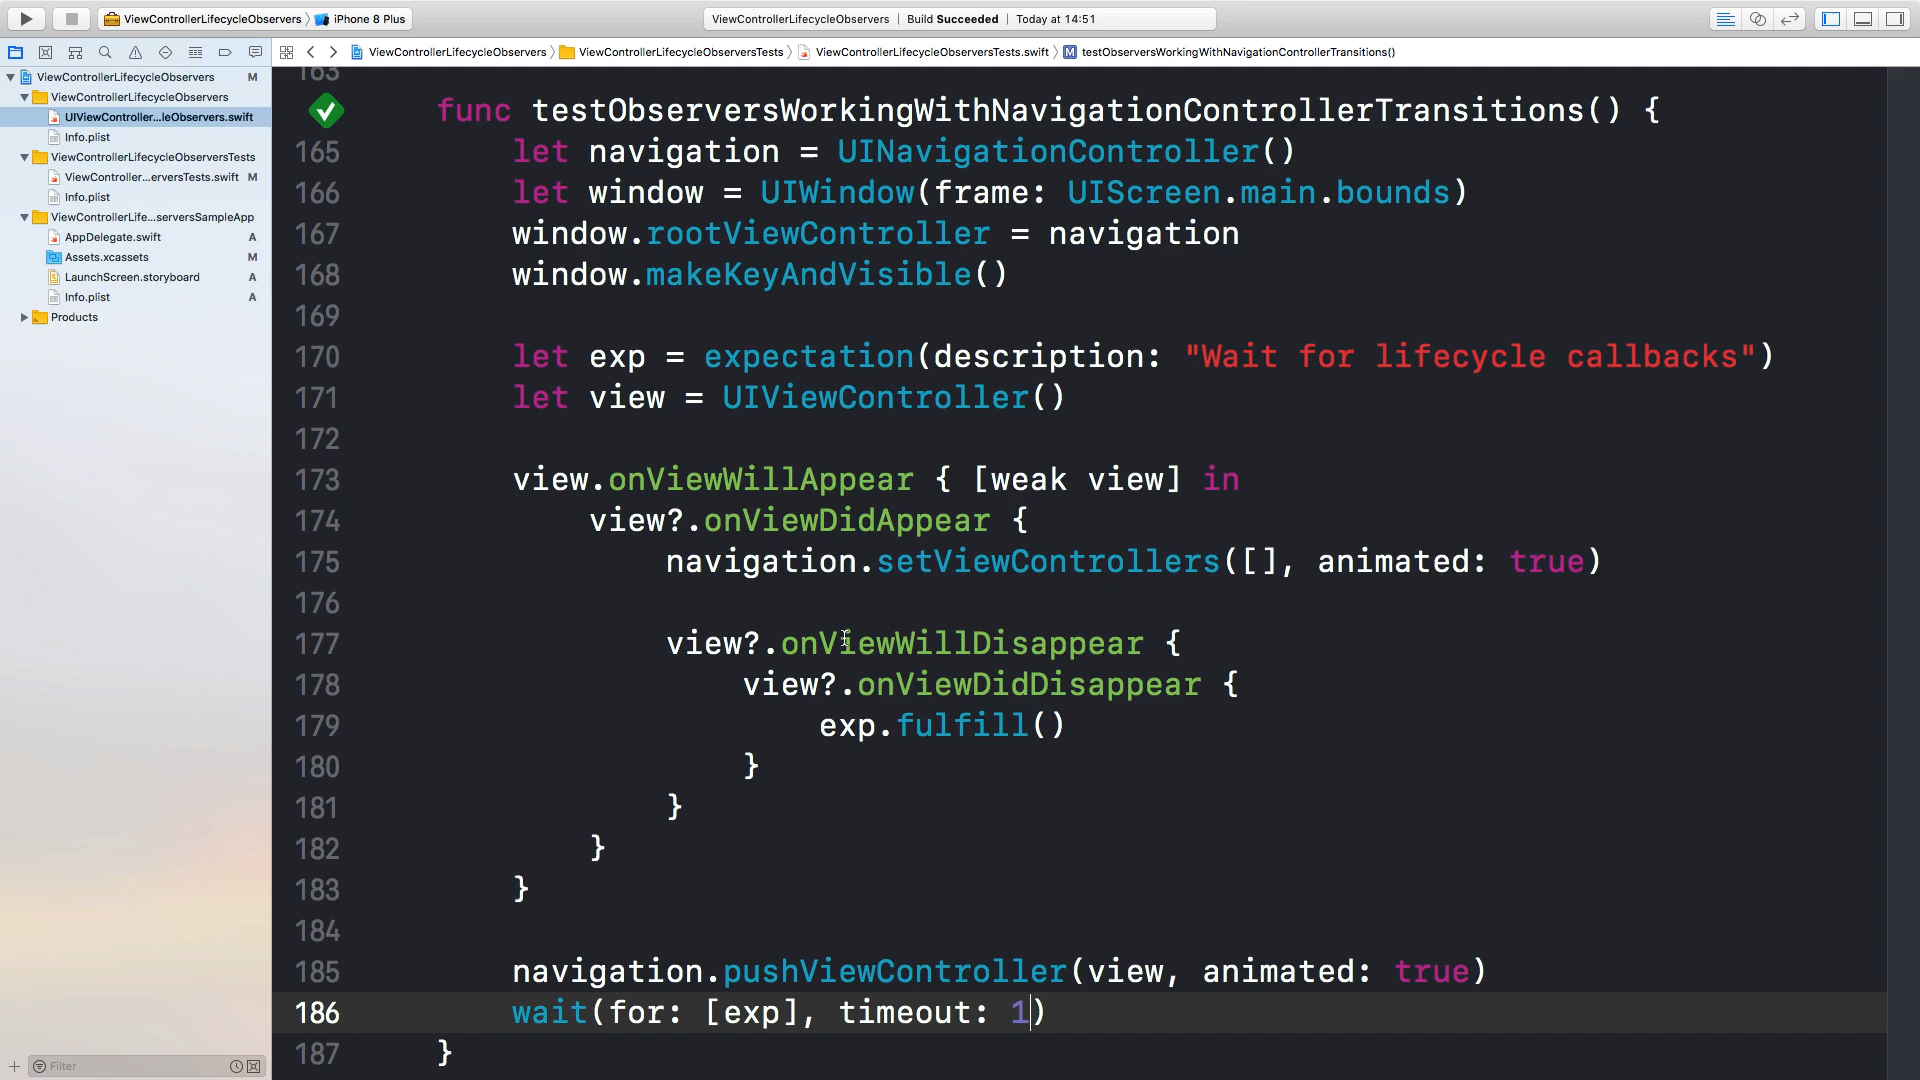 ViewControllerLifecycleObservers iPhone 8 Plus
ViewControllerLifecycleObservers Build Succeeded Today at 14:51
ViewControllerLifecycleObservers ViewControllerLifecycleObserversTests ViewControllerLifecycleObserversTests.swift M testObserversWorkingWithNavigationControllerTransitions()
ViewControllerLifecycleObservers M
ViewControllerLifecycleObservers
UIViewController...leObservers.swift
Info.plist
ViewControllerLifecycleObserversTests
ViewController...erversTests.swift M
Info.plist
ViewControllerLife...serversSampleApp
AppDelegate.swift A
Assets.xcassets M
LaunchScreen.storyboard A
Info.plist A
Products
Filter
163
func testObserversWorkingWithNavigationControllerTransitions() {
165 let navigation = UINavigationController()
166 let window = UIWindow(frame: UIScreen.main.bounds)
167 window.rootViewController = navigation
168 window.makeKeyAndVisible()
169
170 let exp = expectation(description: "Wait for lifecycle callbacks")
171 let view = UIViewController()
172
173 view.onViewWillAppear { [weak view] in
174 view?.onViewDidAppear {
175 navigation.setViewControllers([], animated: true)
176
177 view?.onViewWillDisappear {
178 view?.onViewDidDisappear {
179 exp.fulfill()
180 }
181 }
182 }
183 }
184
185 navigation.pushViewController(view, animated: true)
186 wait(for: [exp], timeout: 1)
187 }